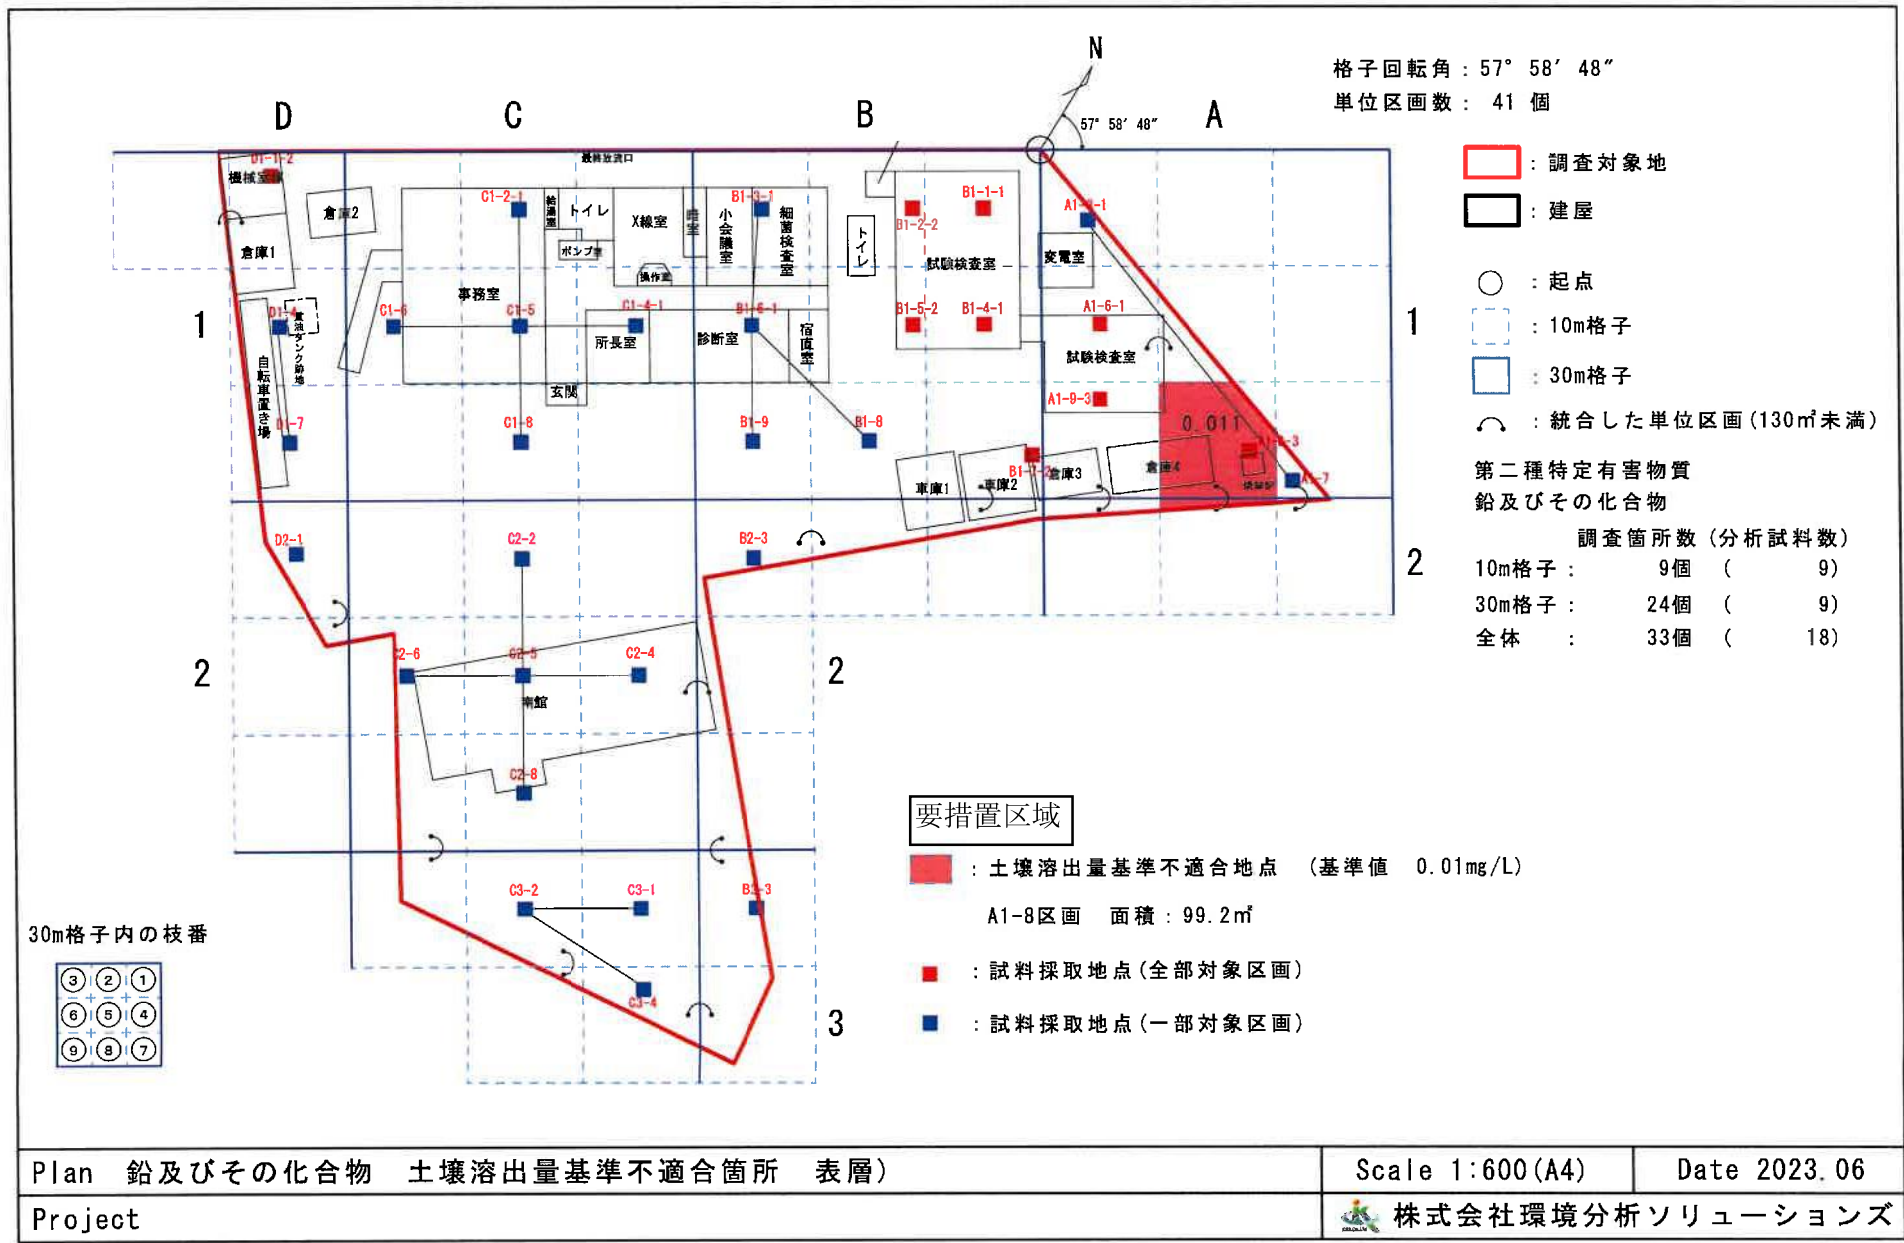 格子回転角：57° 58′ 48″
単位区画数： 41 個
N
57° 58′ 48″
D
C
B
A
：調査対象地
：建屋
：起点
：10m格子
：30m格子
：統合した単位区画(130㎡未満)
第二種特定有害物質
鉛及びその化合物
調査箇所数 (分析試料数)
10m格子： 9個 ( 9)
30m格子： 24個 ( 9)
全体 ： 33個 ( 18)
最終放流口
D1-1-2
倉庫2
倉庫1
C1-2-1
給湯室
トイレ
X線室
小会議室
B1-3-1
細菌検査室
トイレ
B1-2-2
B1-1-1
試験検査室
変電室
ポンプ室
操作室
事務室
1
D1-4
重油タンク跡地
C1-6
C1-5
C1-4-1
所長室
診断室
B1-6-1
宿直室
B1-5-2
B1-4-1
A1-6-1
試験検査室
1
自転車置き場
玄関
A1-9-3
0.011
D1-7
C1-8
B1-9
B1-8
車庫1
車庫2
倉庫3
倉庫4
A1-7
D2-1
C2-2
B2-3
2
2
C2-6
C2-5
C2-4
2
南館
C2-8
要措置区域
：土壌溶出量基準不適合地点 (基準値 0.01mg/L)
A1-8区画 面積：99.2㎡
：試料採取地点(全部対象区画)
：試料採取地点(一部対象区画)
C3-2
C3-1
C3-4
3
30m格子内の枝番
③ ② ①
⑥ ⑤ ④
⑨ ⑧ ⑦
Plan 鉛及びその化合物 土壌溶出量基準不適合箇所 表層)
Scale 1:600(A4)
Date 2023.06
Project
株式会社環境分析ソリューションズ